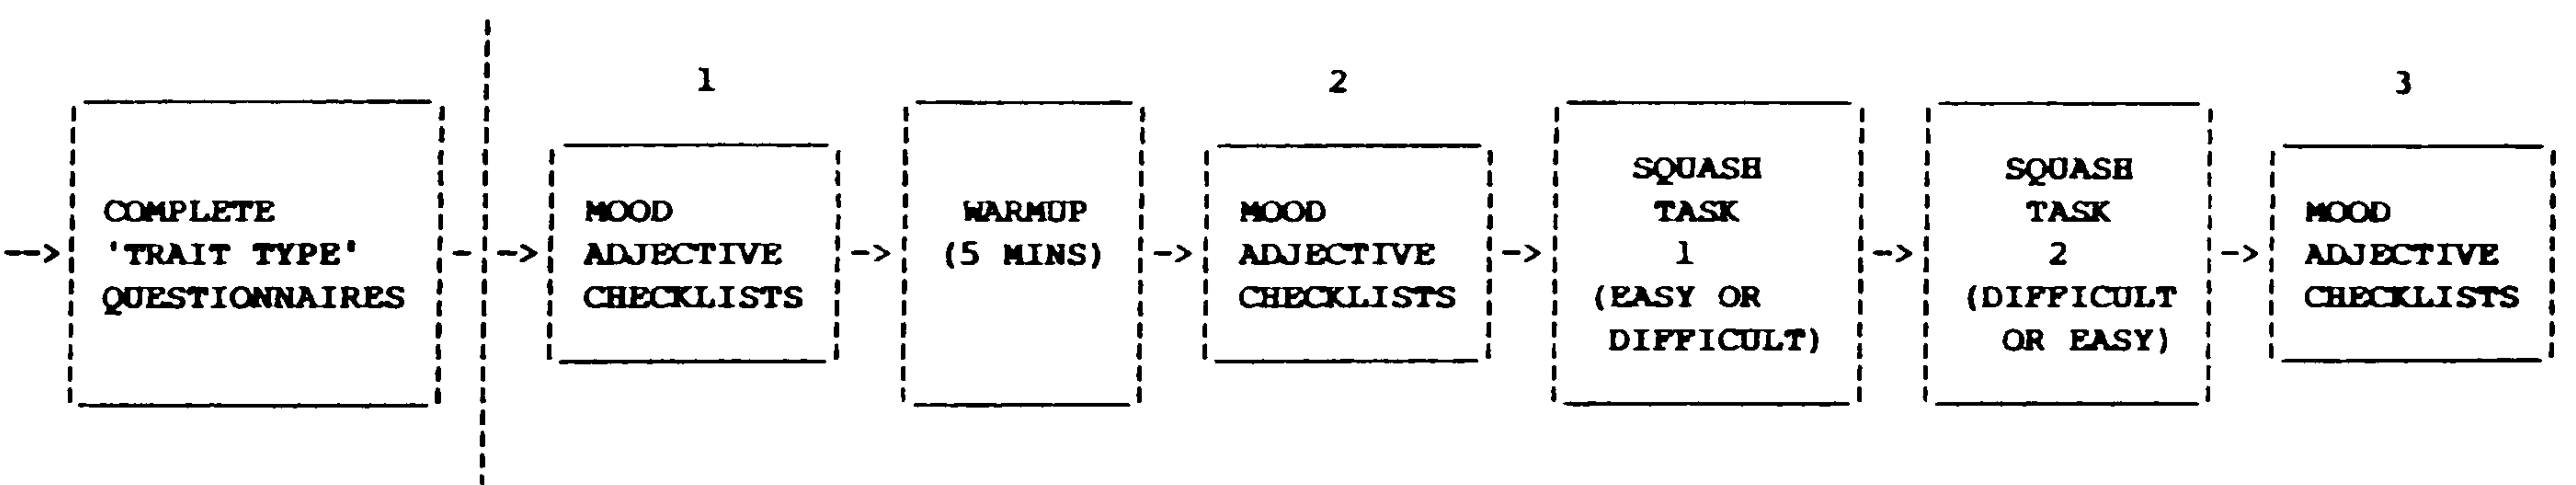 1
2
3
COMPLETE
'TRAIT TYPE'
QUESTIONNAIRES
MOOD
ADJECTIVE
CHECKLISTS
WARMUP
(5 MINS)
MOOD
ADJECTIVE
CHECKLISTS
SQUASH
TASK
1
(EASY OR
DIFFICULT)
SQUASH
TASK
2
(DIFFICULT
OR EASY)
MOOD
ADJECTIVE
CHECKLISTS